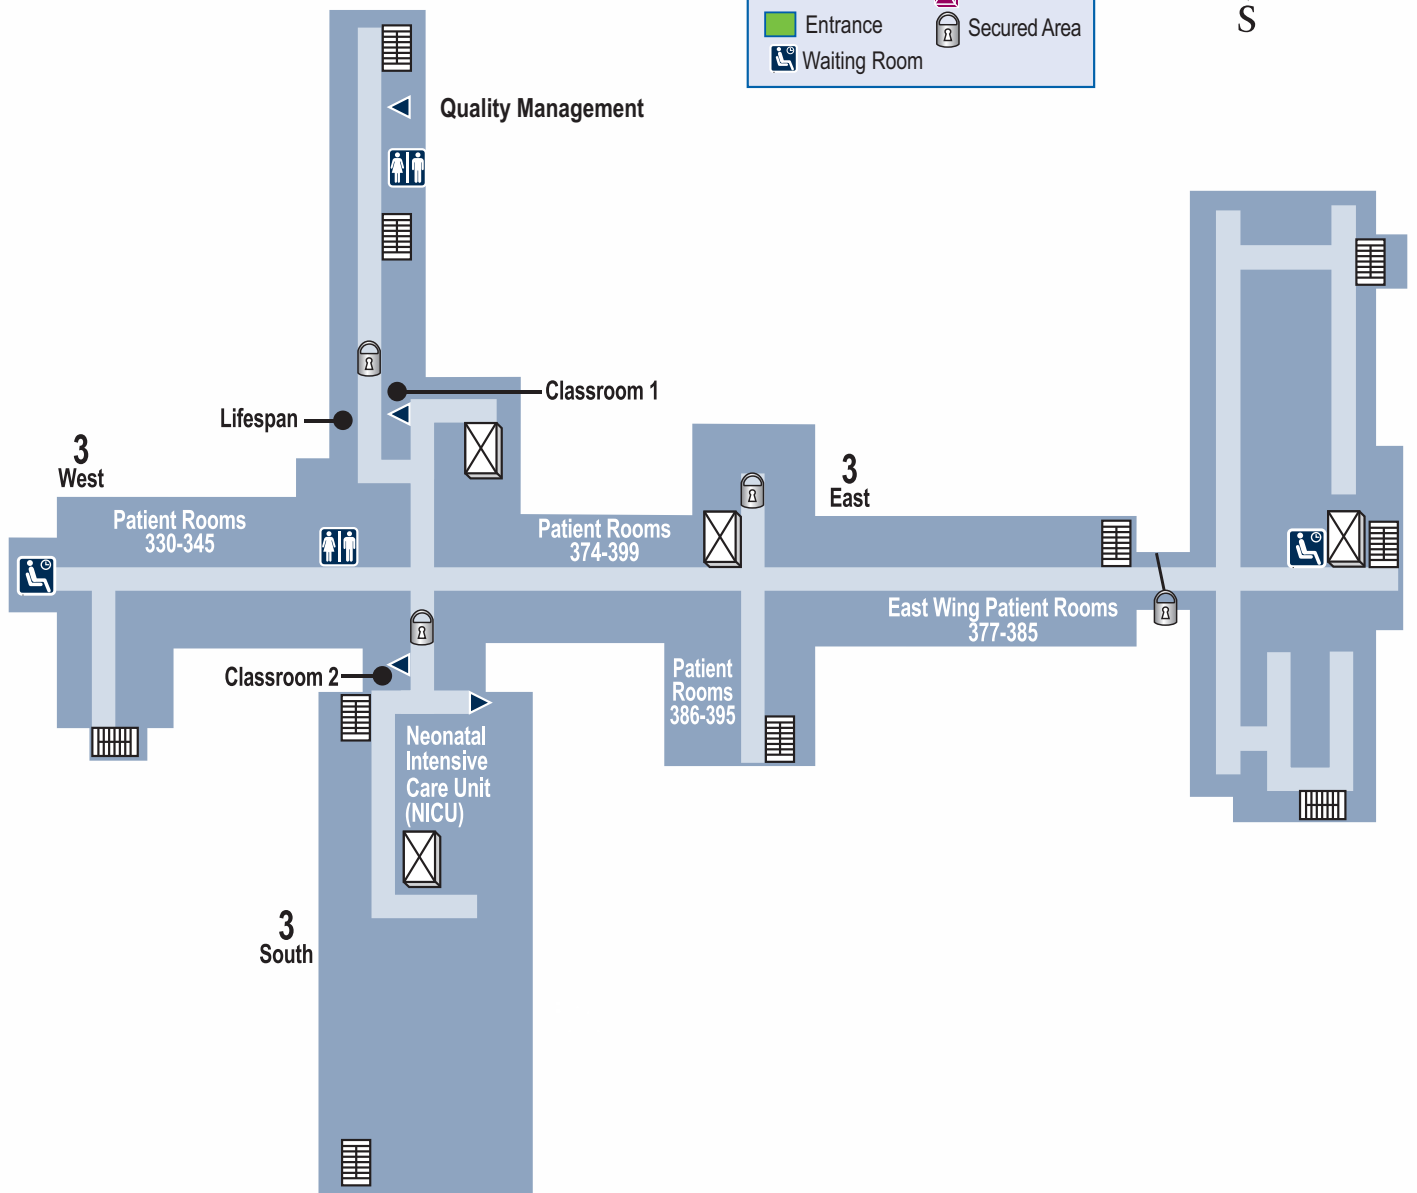 S
Entrance
Secured Area
Waiting Room
Quality Management
Classroom 1
Lifespan
3
West
3
East
Patient Rooms
330-345
Patient Rooms
374-399
East Wing Patient Rooms
377-385
Classroom 2
Patient
Rooms
386-395
Neonatal
Intensive
Care Unit
(NICU)
3
South